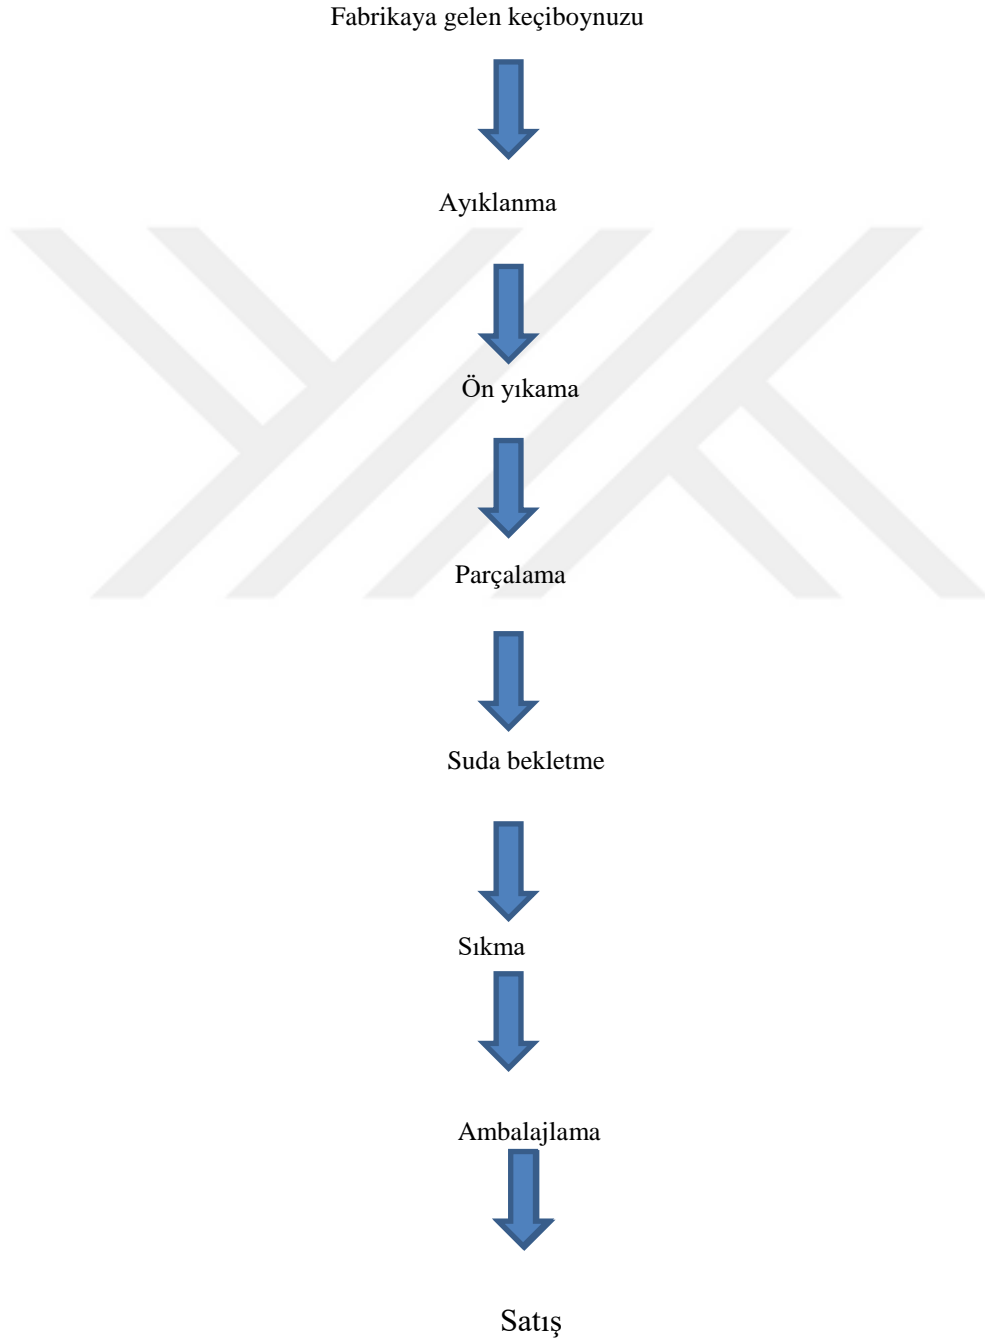 Fabrikaya gelen keçiboynuzu
Ayıklanma
Ön yıkama
Parçalama
Suda bekletme
Sıkma
Ambalajlama
Satış